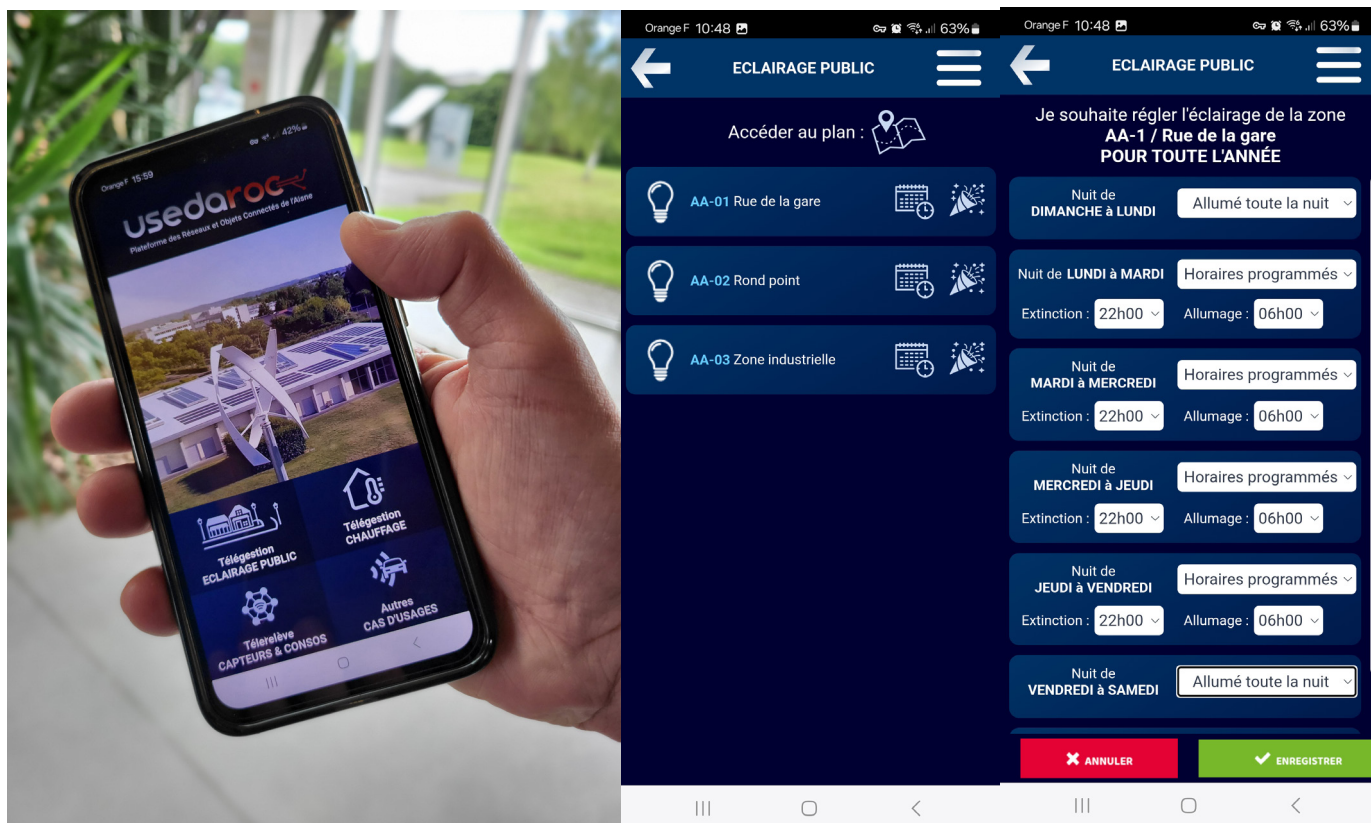 Orange F 15:59
42%
usedaroc
Plateforme des Réseaux et Objets Connectés de l'Aisne
Télégestion
ECLAIRAGE PUBLIC
Télégestion
CHAUFFAGE
Télerelève
CAPTEURS & CONSOS
Autres
CAS D'USAGES
Orange F 10:48
63%
ECLAIRAGE PUBLIC
Accéder au plan :
AA-01 Rue de la gare
AA-02 Rond point
AA-03 Zone industrielle
Orange F 10:48
63%
ECLAIRAGE PUBLIC
Je souhaite régler l'éclairage de la zone
AA-1 / Rue de la gare
POUR TOUTE L'ANNÉE
Nuit de
DIMANCHE à LUNDI
Allumé toute la nuit
Nuit de LUNDI à MARDI
Horaires programmés
Extinction : 22h00
Allumage : 06h00
Nuit de
MARDI à MERCREDI
Horaires programmés
Extinction : 22h00
Allumage : 06h00
Nuit de
MERCREDI à JEUDI
Horaires programmés
Extinction : 22h00
Allumage : 06h00
Nuit de
JEUDI à VENDREDI
Horaires programmés
Extinction : 22h00
Allumage : 06h00
Nuit de
VENDREDI à SAMEDI
Allumé toute la nuit
ANNULER
ENREGISTRER